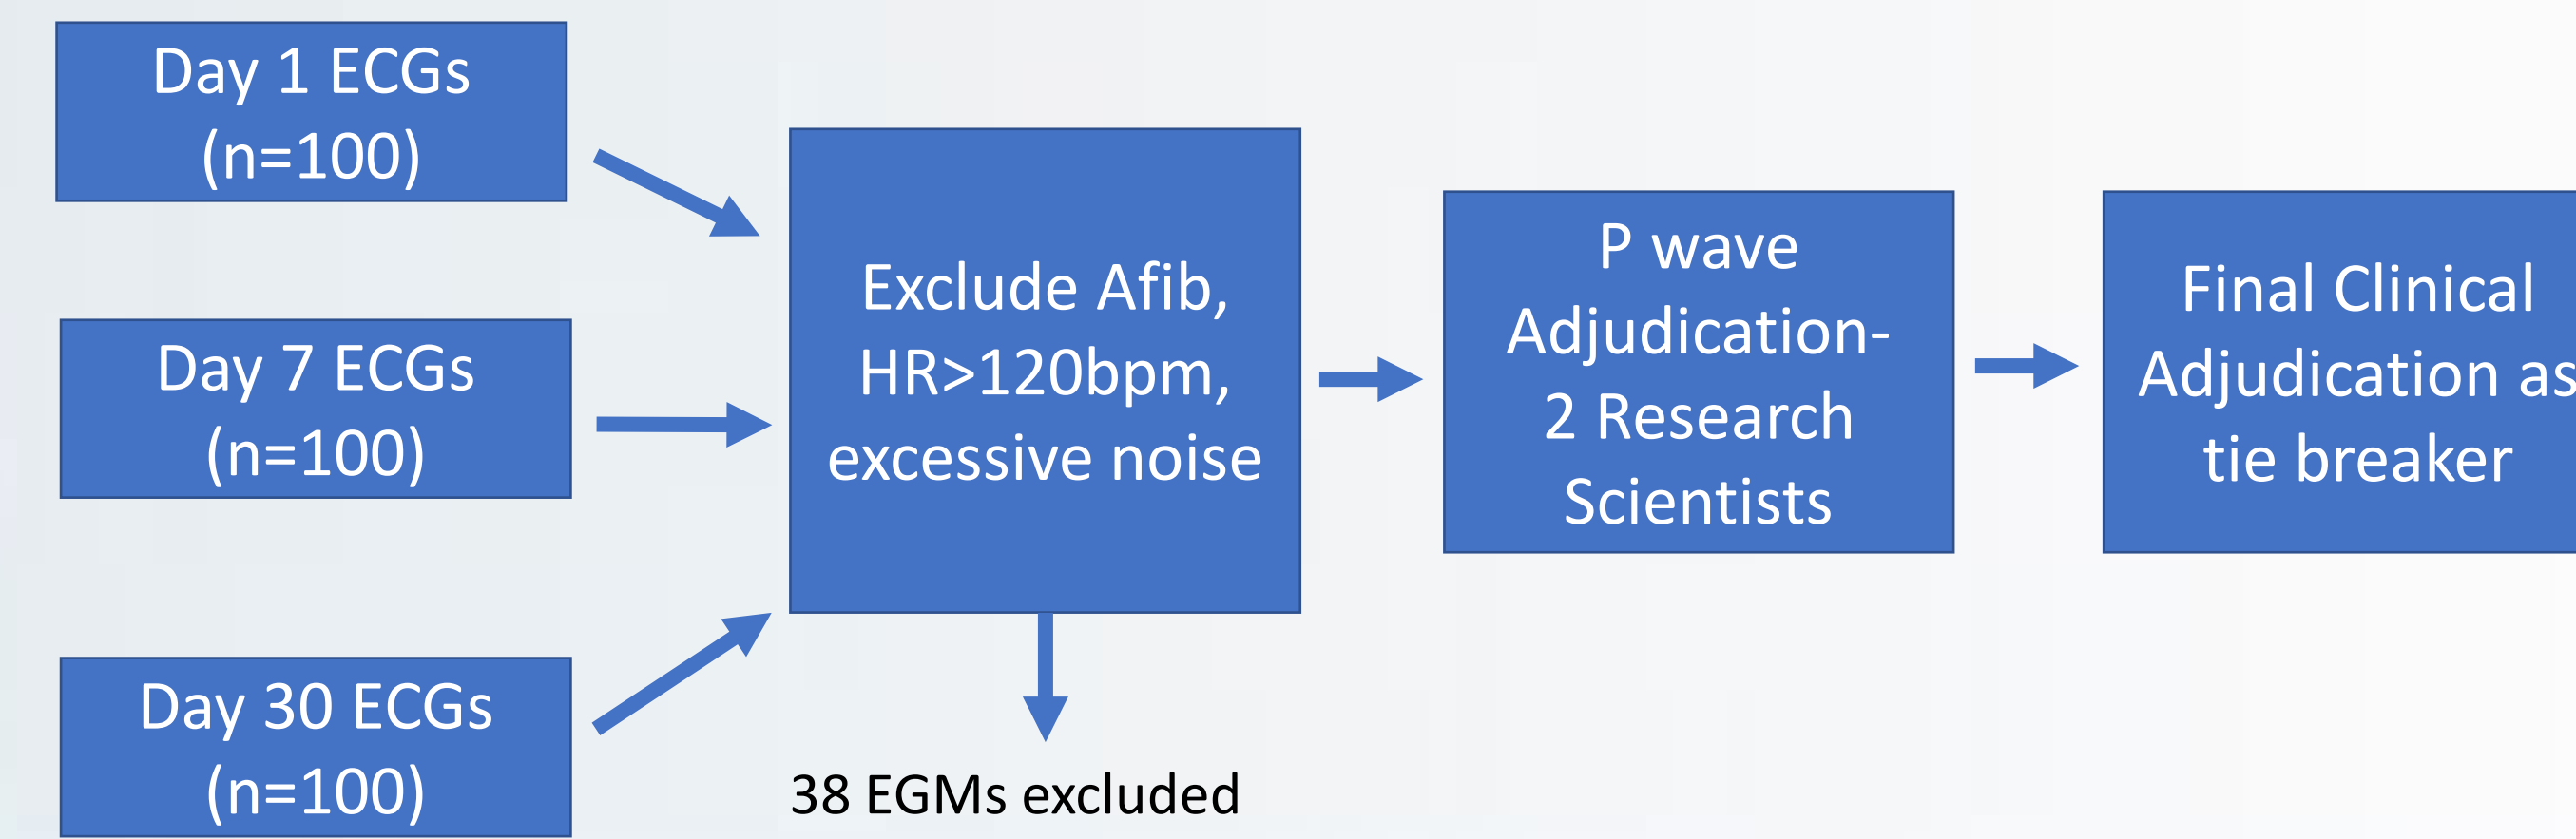 Day 1 ECGs
(n=100)
Day 7 ECGs
(n=100)
Day 30 ECGs
(n=100)
Exclude Afib,
HR>120bpm,
excessive noise
38 EGMs excluded
P wave
Adjudication-
2 Research
Scientists
Final Clinical
Adjudication as
tie breaker